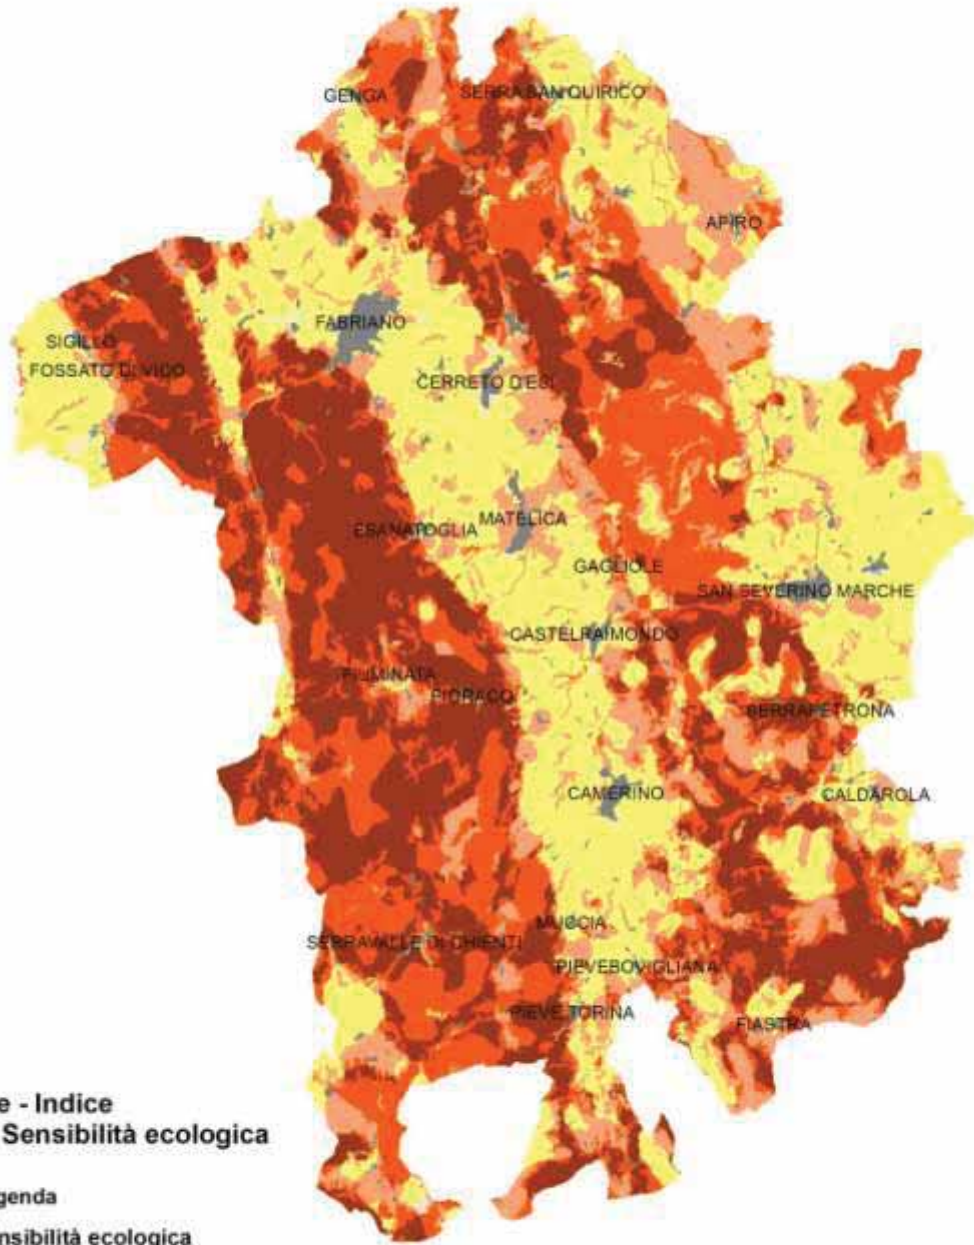 GENGA
SERRA SAN QUIRICO
APIRO
FABRIANO
SIGILLO
FOSSATO DI VICO
CERRETO D'ESI
MATELICA
ESANATOGLIA
GAGLIOLE
SAN SEVERINO MARCHE
CASTELRAIMONDO
FIUMINATA
PIORACO
SERRAPETRONA
CAMERINO
CALDAROLA
MUCCIA
SERRAVALLE DI CHIENTI
PIEVEBOVIGLIANA
PIEVE TORINA
FIASTRA
e - Indice
Sensibilità ecologica
genda
nsibilità ecologica